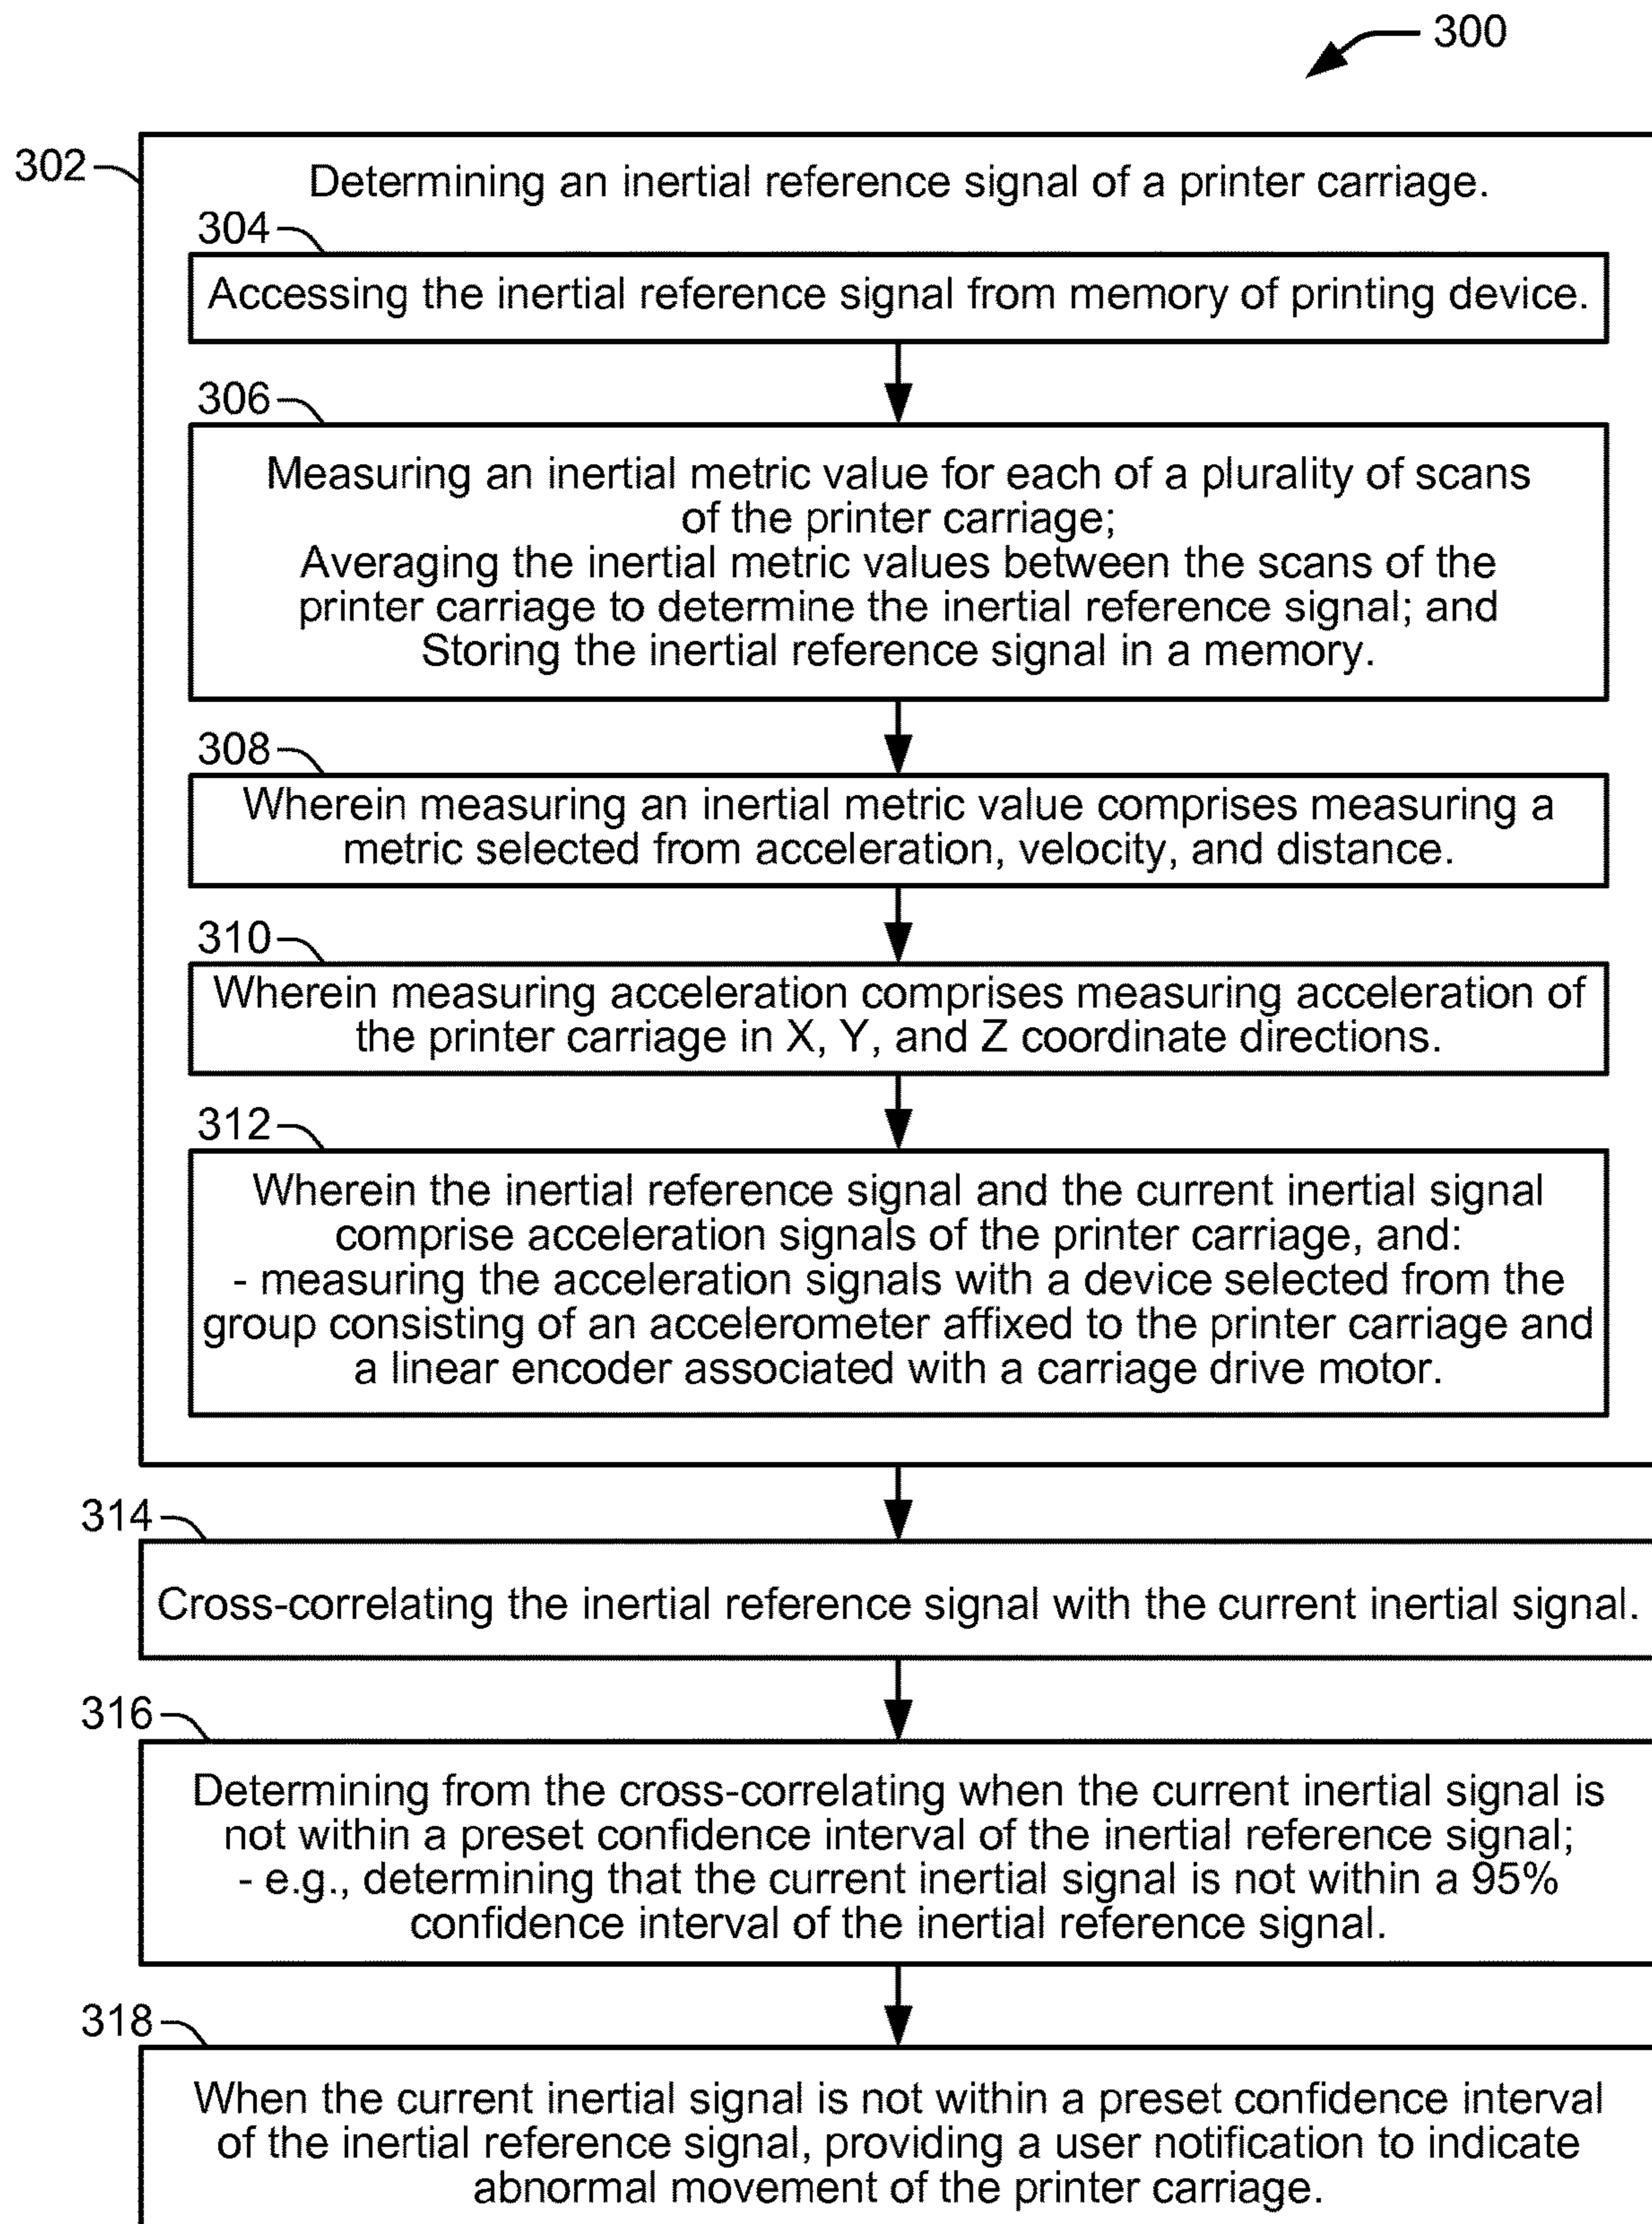 300
302
Determining an inertial reference signal of a printer carriage.
304
Accessing the inertial reference signal from memory of printing device.
306
Measuring an inertial metric value for each of a plurality of scans
of the printer carriage;
Averaging the inertial metric values between the scans of the
printer carriage to determine the inertial reference signal; and
Storing the inertial reference signal in a memory.
308
Wherein measuring an inertial metric value comprises measuring a
metric selected from acceleration, velocity, and distance.
310
Wherein measuring acceleration comprises measuring acceleration of
the printer carriage in X, Y, and Z coordinate directions.
312
Wherein the inertial reference signal and the current inertial signal
comprise acceleration signals of the printer carriage, and:
- measuring the acceleration signals with a device selected from the
group consisting of an accelerometer affixed to the printer carriage and
a linear encoder associated with a carriage drive motor.
314
Cross-correlating the inertial reference signal with the current inertial signal.
316
Determining from the cross-correlating when the current inertial signal is
not within a preset confidence interval of the inertial reference signal;
- e.g., determining that the current inertial signal is not within a 95%
confidence interval of the inertial reference signal.
318
When the current inertial signal is not within a preset confidence interval
of the inertial reference signal, providing a user notification to indicate
abnormal movement of the printer carriage.